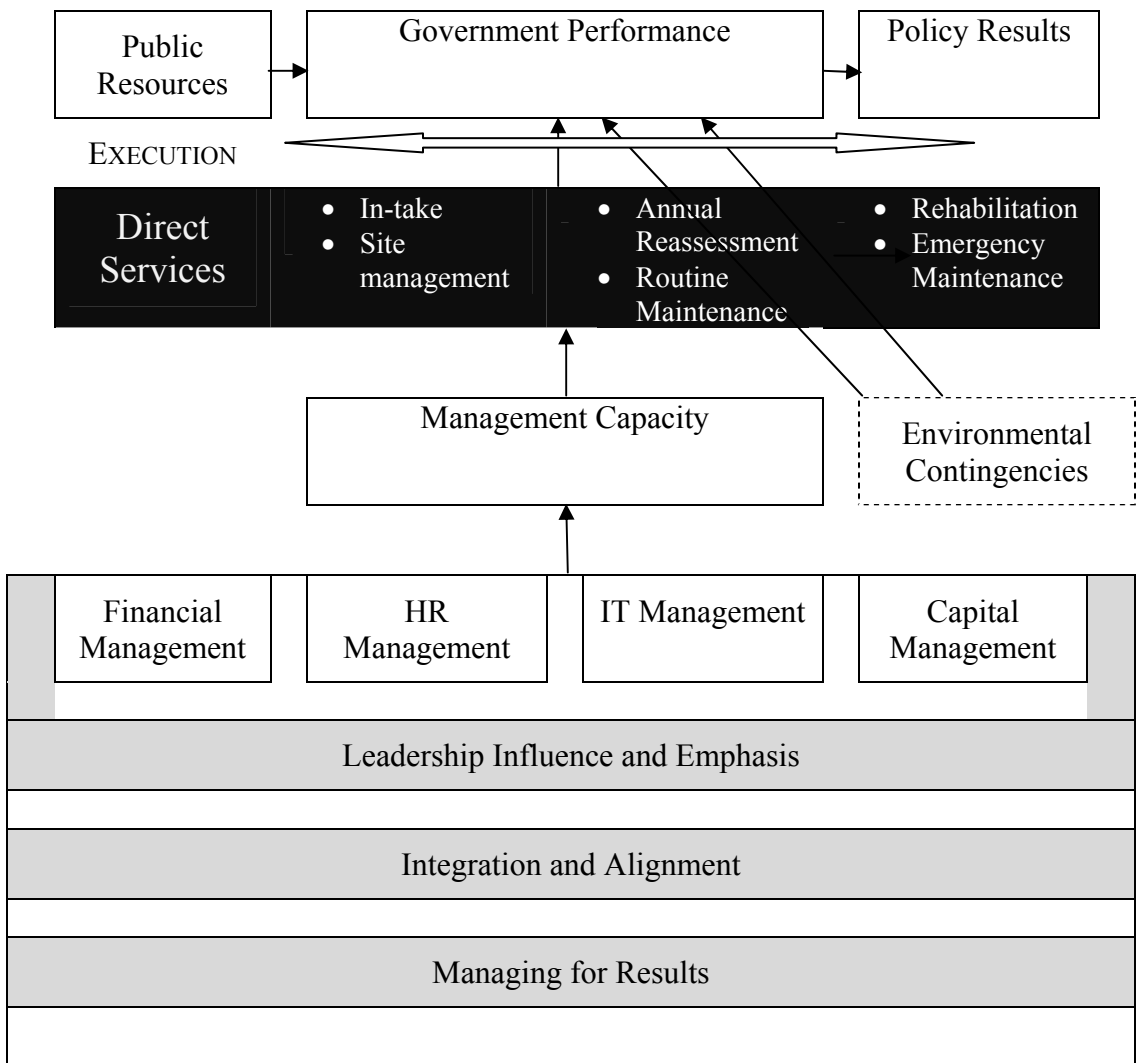 Public
Resources
Government Performance
Policy Results
EXECUTION
Direct
Services
• In-take
• Site
management
• Annual
Reassessment
• Routine
Maintenance
• Rehabilitation
• Emergency
Maintenance
Management Capacity
Environmental
Contingencies
Financial
Management
HR
Management
IT Management
Capital
Management
Leadership Influence and Emphasis
Integration and Alignment
Managing for Results